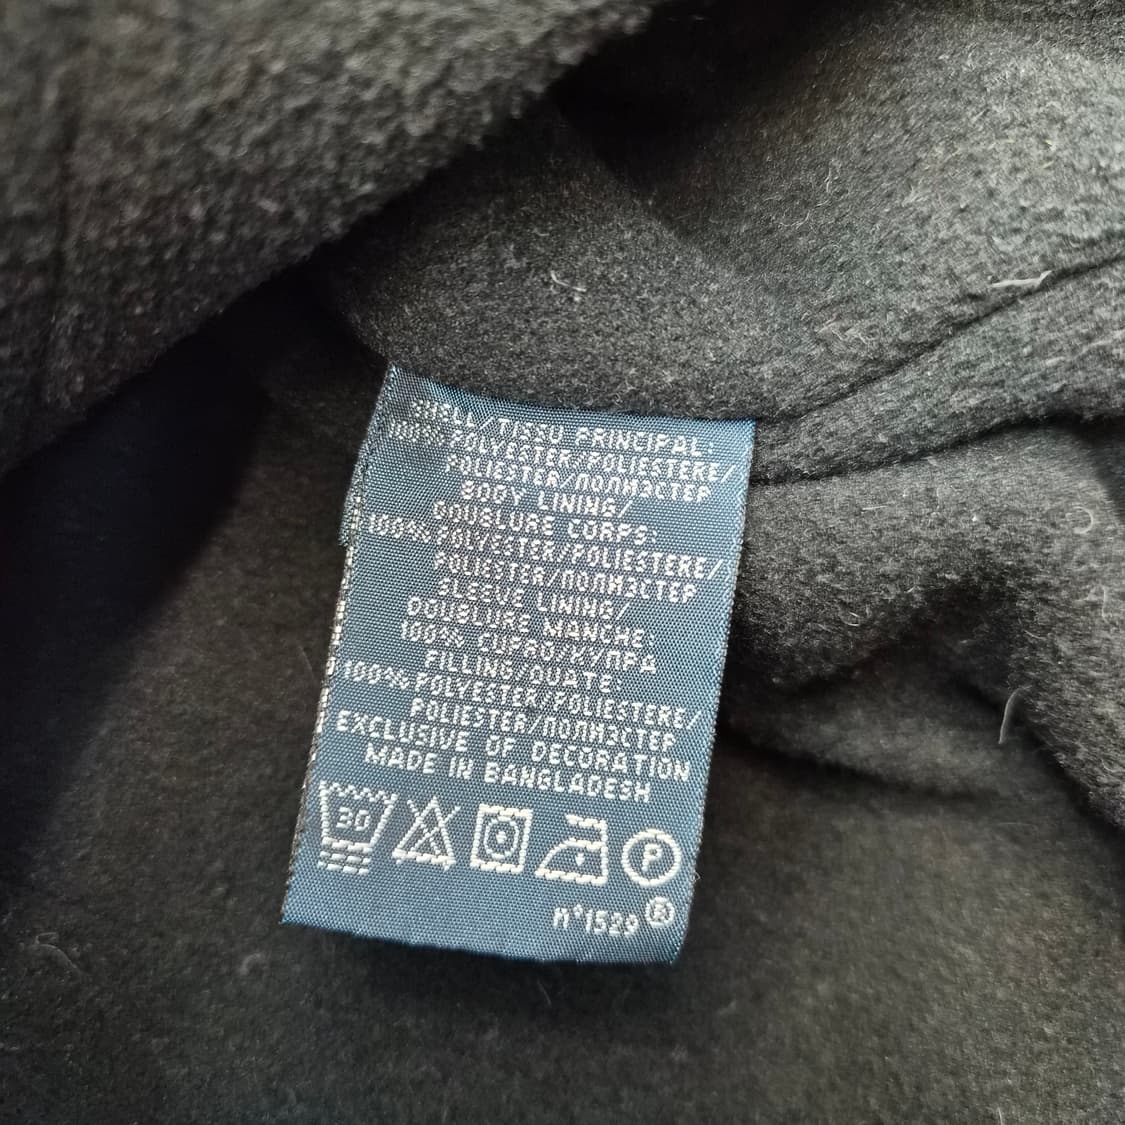 SHELL/TISSU PRINCIPAL:
100% POLYESTER/POLIESTERE/
POLIESTER/ПОЛИЭСТЕР
BODY LINING/
DOUBLURE CORPS:
100% POLYESTER/POLIESTERE/
POLIESTER/ПОЛИЭСТЕР
SLEEVE LINING/
DOUBLURE MANCHE:
100% CUPRO/КУПРА
FILLING/OUATE:
100% POLYESTER/POLIESTERE/
POLIESTER/ПОЛИЭСТЕР
EXCLUSIVE OF DECORATION
MADE IN BANGLADESH
30 P
n°1529 ®